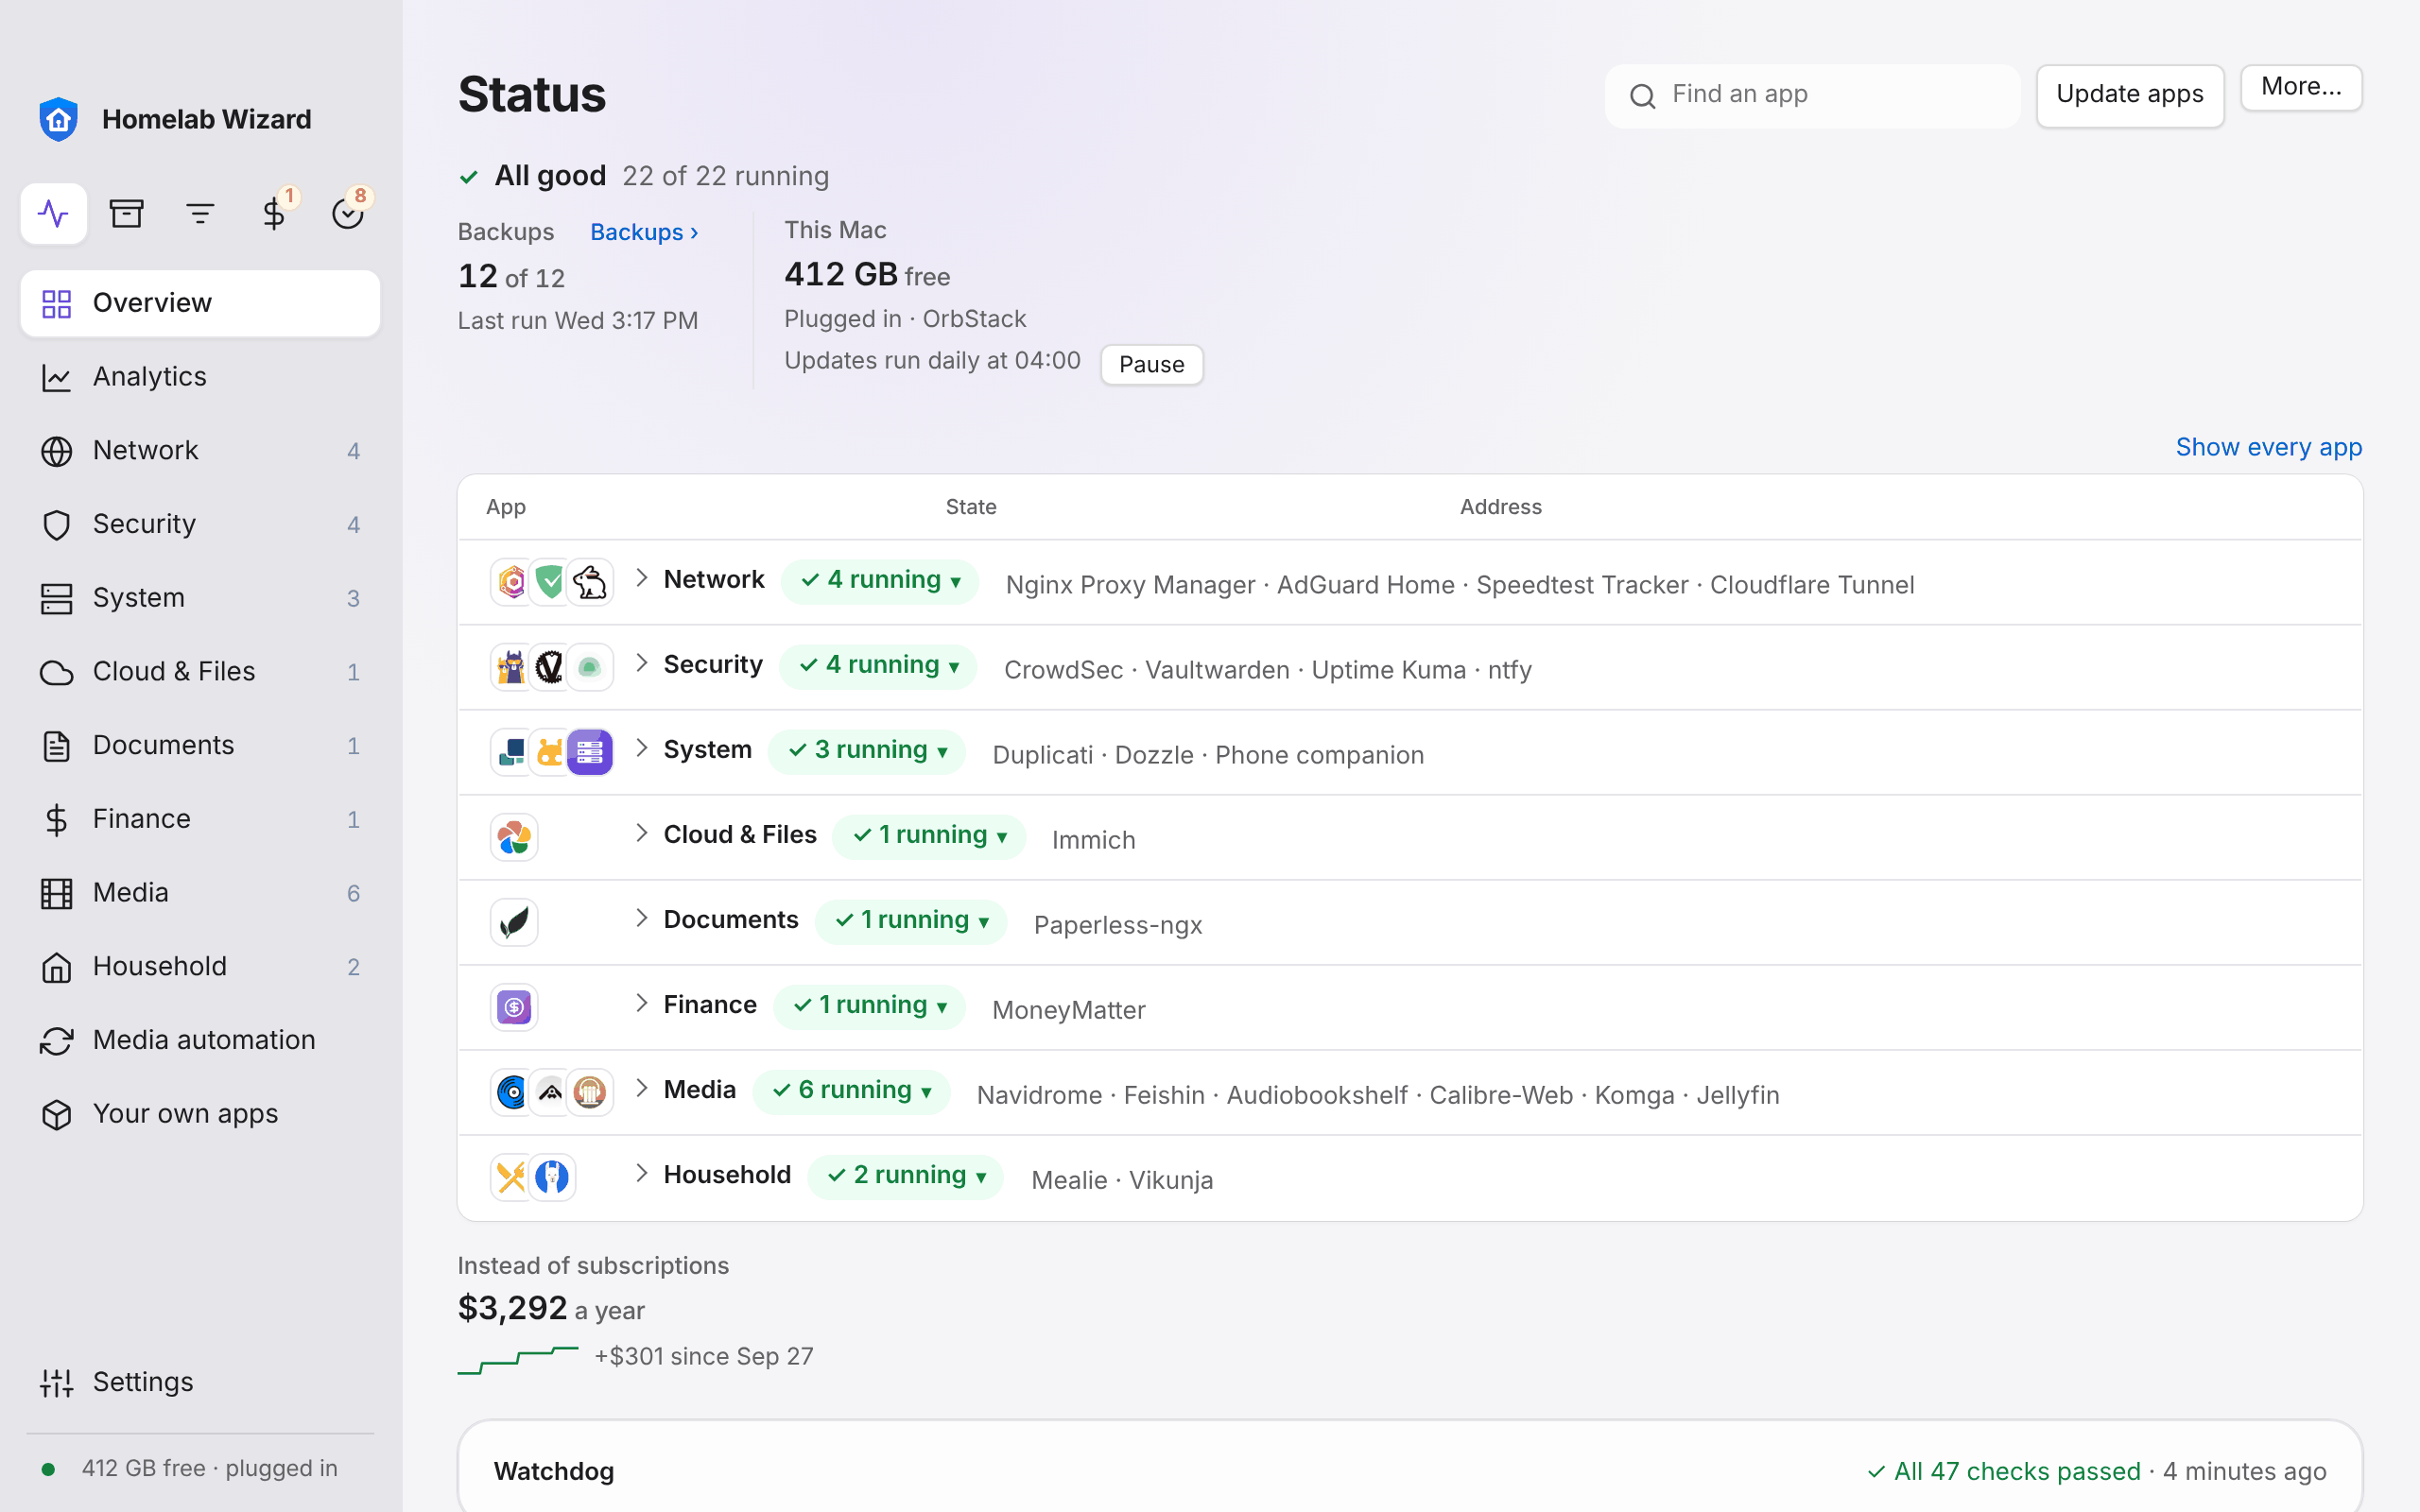 Homelab Wizard
1
8
Overview
Analytics
Network 4
Security 4
System 3
Cloud & Files 1
Documents 1
Finance 1
Media 6
Household 2
Media automation
Your own apps
Settings
412 GB free · plugged in
Status
Find an app
Update apps
More...
All good 22 of 22 running
Backups Backups ›
12 of 12
Last run Wed 3:17 PM
This Mac
412 GB free
Plugged in · OrbStack
Updates run daily at 04:00 Pause
Show every app
App State Address
Network 4 running Nginx Proxy Manager · AdGuard Home · Speedtest Tracker · Cloudflare Tunnel
Security 4 running CrowdSec · Vaultwarden · Uptime Kuma · ntfy
System 3 running Duplicati · Dozzle · Phone companion
Cloud & Files 1 running Immich
Documents 1 running Paperless-ngx
Finance 1 running MoneyMatter
Media 6 running Navidrome · Feishin · Audiobookshelf · Calibre-Web · Komga · Jellyfin
Household 2 running Mealie · Vikunja
Instead of subscriptions
$3,292 a year
+$301 since Sep 27
Watchdog
All 47 checks passed · 4 minutes ago